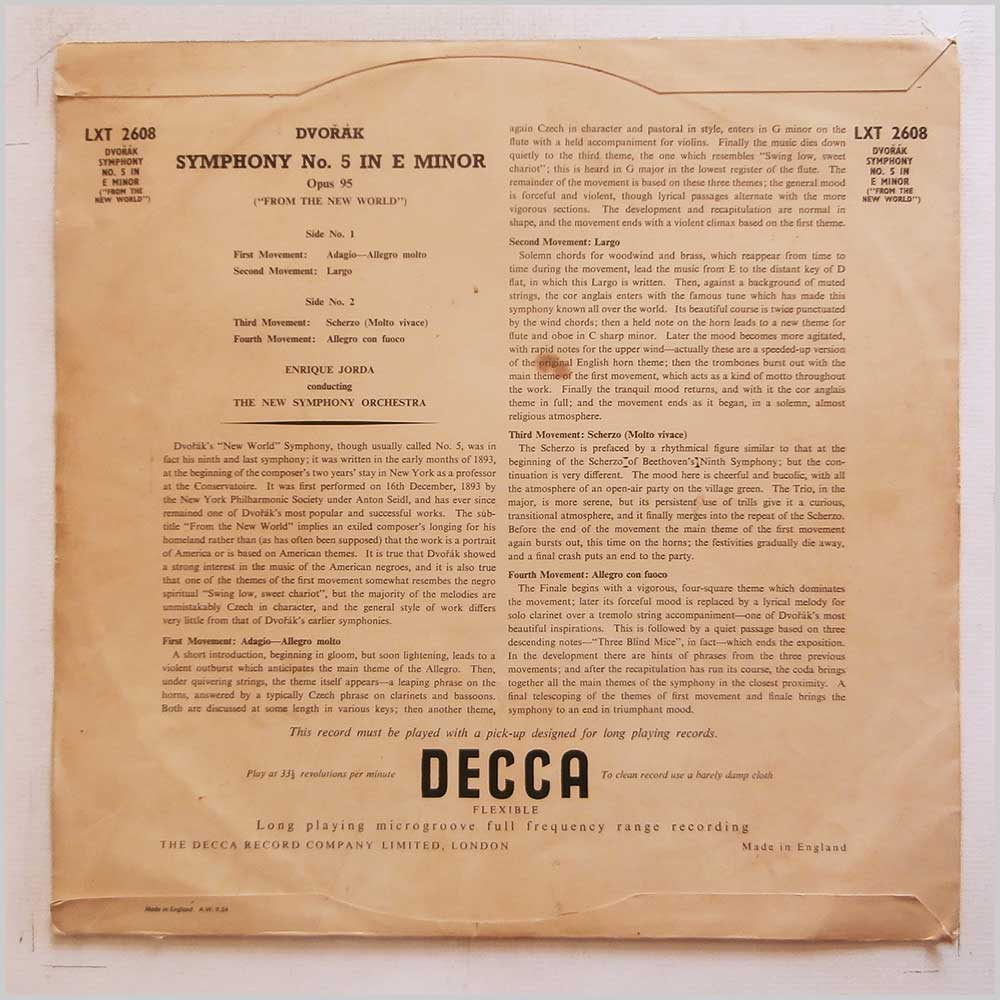 LXT 2608
DVOŘÁK
SYMPHONY
NO. 5 IN
E MINOR
("FROM THE
NEW WORLD")
DVOŘÁK
SYMPHONY No. 5 IN E MINOR
Opus 95
("FROM THE NEW WORLD")
Side No. 1
First Movement: Adagio—Allegro molto
Second Movement: Largo
Side No. 2
Third Movement: Scherzo (Molto vivace)
Fourth Movement: Allegro con fuoco
ENRIQUE JORDA
conducting
THE NEW SYMPHONY ORCHESTRA
Dvořák's "New World" Symphony, though usually called No. 5, was in
fact his ninth and last symphony; it was written in the early months of 1893,
at the beginning of the composer's two years' stay in New York as a professor
at the Conservatoire. It was first performed on 16th December, 1893 by
the New York Philharmonic Society under Anton Seidl, and has ever since
remained one of Dvořák's most popular and successful works. The sub-
title "From the New World" implies an exiled composer's longing for his
homeland rather than (as has often been supposed) that the work is a portrait
of America or is based on American themes. It is true that Dvořák showed
a strong interest in the music of the American negroes, and it is also true
that one of the themes of the first movement somewhat resembes the negro
spiritual "Swing low, sweet chariot", but the majority of the melodies are
unmistakably Czech in character, and the general style of work differs
very little from that of Dvořák's earlier symphonies.
First Movement: Adagio—Allegro molto
A short introduction, beginning in gloom, but soon lightening, leads to a
violent outburst which anticipates the main theme of the Allegro. Then,
under quivering strings, the theme itself appears—a leaping phrase on the
horns, answered by a typically Czech phrase on clarinets and bassoons.
Both are discussed at some length in various keys; then another theme,
again Czech in character and pastoral in style, enters in G minor on the
flute with a held accompaniment for violins. Finally the music dies down
quietly to the third theme, the one which resembles "Swing low, sweet
chariot"; this is heard in G major in the lowest register of the flute. The
remainder of the movement is based on these three themes; the general mood
is forceful and violent, though lyrical passages alternate with the more
vigorous sections. The development and recapitulation are normal in
shape, and the movement ends with a violent climax based on the first theme.
Second Movement: Largo
Solemn chords for woodwind and brass, which reappear from time to
time during the movement, lead the music from E to the distant key of D
flat, in which this Largo is written. Then, against a background of muted
strings, the cor anglais enters with the famous tune which has made this
symphony known all over the world. Its beautiful course is twice punctuated
by the wind chords; then a held note on the horn leads to a new theme for
flute and oboe in C sharp minor. Later the mood becomes more agitated,
with rapid notes for the upper wind—actually these are a speeded-up version
of the original English horn theme; then the trombones burst out with the
main theme of the first movement, which acts as a kind of motto throughout
the work. Finally the tranquil mood returns, and with it the cor anglais
theme in full; and the movement ends as it began, in a solemn, almost
religious atmosphere.
Third Movement: Scherzo (Molto vivace)
The Scherzo is prefaced by a rhythmical figure similar to that at the
beginning of the Scherzo of Beethoven's Ninth Symphony; but the con-
tinuation is very different. The mood here is cheerful and bucolic, with all
the atmosphere of an open-air party on the village green. The Trio, in the
major, is more serene, but its persistent use of trills give it a curious,
transitional atmosphere, and it finally merges into the repeat of the Scherzo.
Before the end of the movement the main theme of the first movement
again bursts out, this time on the horns; the festivities gradually die away,
and a final crash puts an end to the party.
Fourth Movement: Allegro con fuoco
The Finale begins with a vigorous, four-square theme which dominates
the movement; later its forceful mood is replaced by a lyrical melody for
solo clarinet over a tremolo string accompaniment—one of Dvořák's most
beautiful inspirations. This is followed by a quiet passage based on three
descending notes—"Three Blind Mice", in fact—which ends the exposition.
In the development there are hints of phrases from the three previous
movements; and after the recapitulation has run its course, the coda brings
together all the main themes of the symphony in the closest proximity. A
final telescoping of the themes of first movement and finale brings the
symphony to an end in triumphant mood.
LXT 2608
DVOŘÁK
SYMPHONY
NO. 5 IN
E MINOR
("FROM THE
NEW WORLD")
This record must be played with a pick-up designed for long playing records.
Play at 33⅓ revolutions per minute
DECCA
To clean record use a barely damp cloth
FLEXIBLE
Long playing microgroove full frequency range recording
THE DECCA RECORD COMPANY LIMITED, LONDON
Made in England
Made in England A.W. 9.54